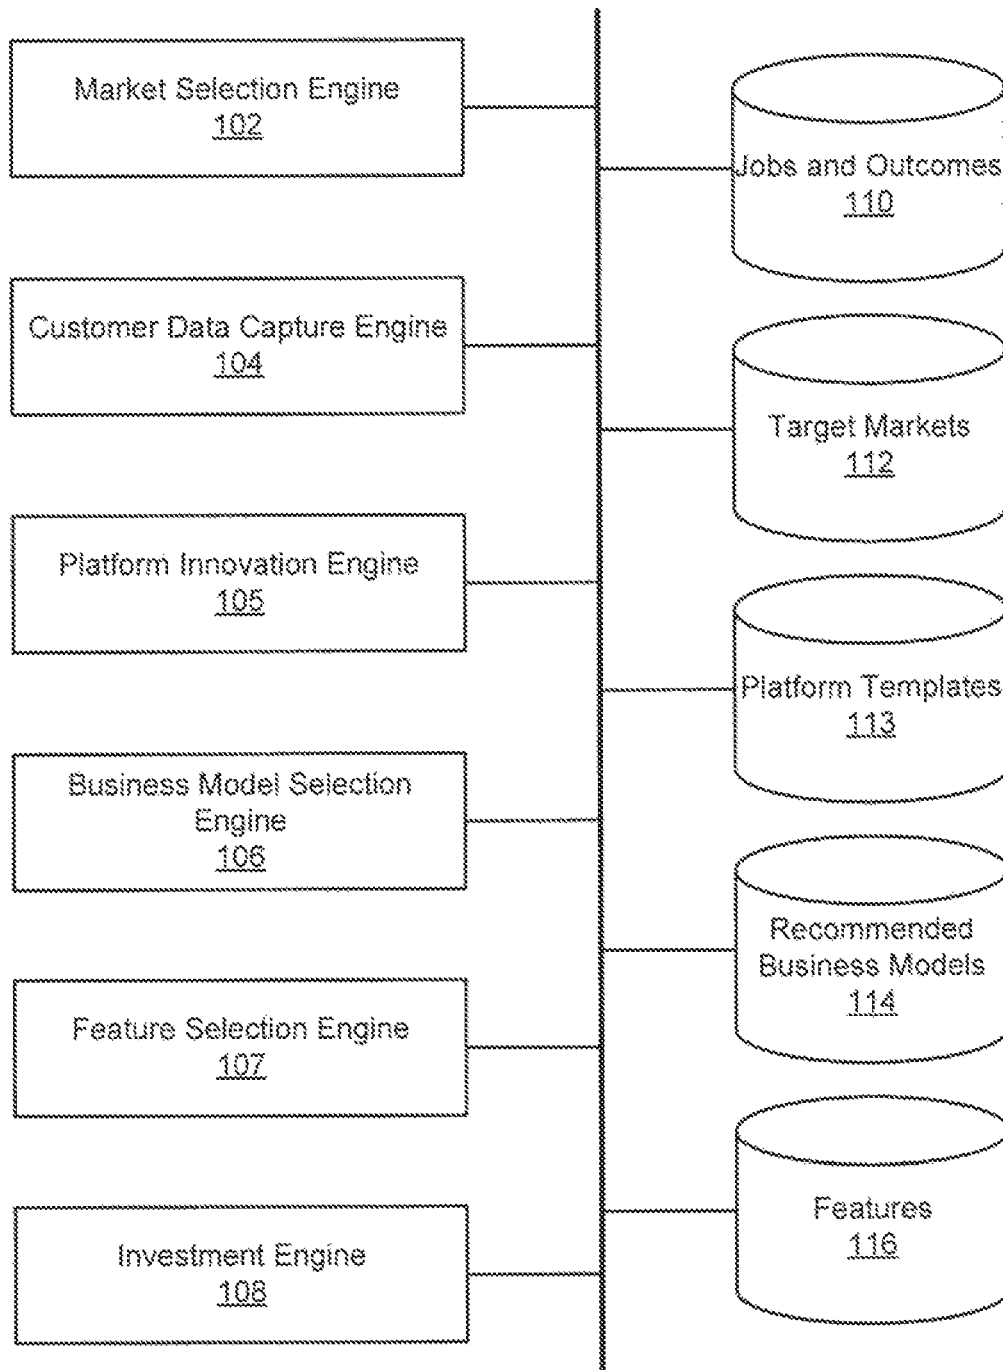 Market Selection Engine
102
Customer Data Capture Engine
104
Platform Innovation Engine
105
Business Model Selection
Engine
106
Feature Selection Engine
107
Investment Engine
108
Jobs and Outcomes
110
Target Markets
112
Platform Templates
113
Recommended
Business Models
114
Features
116